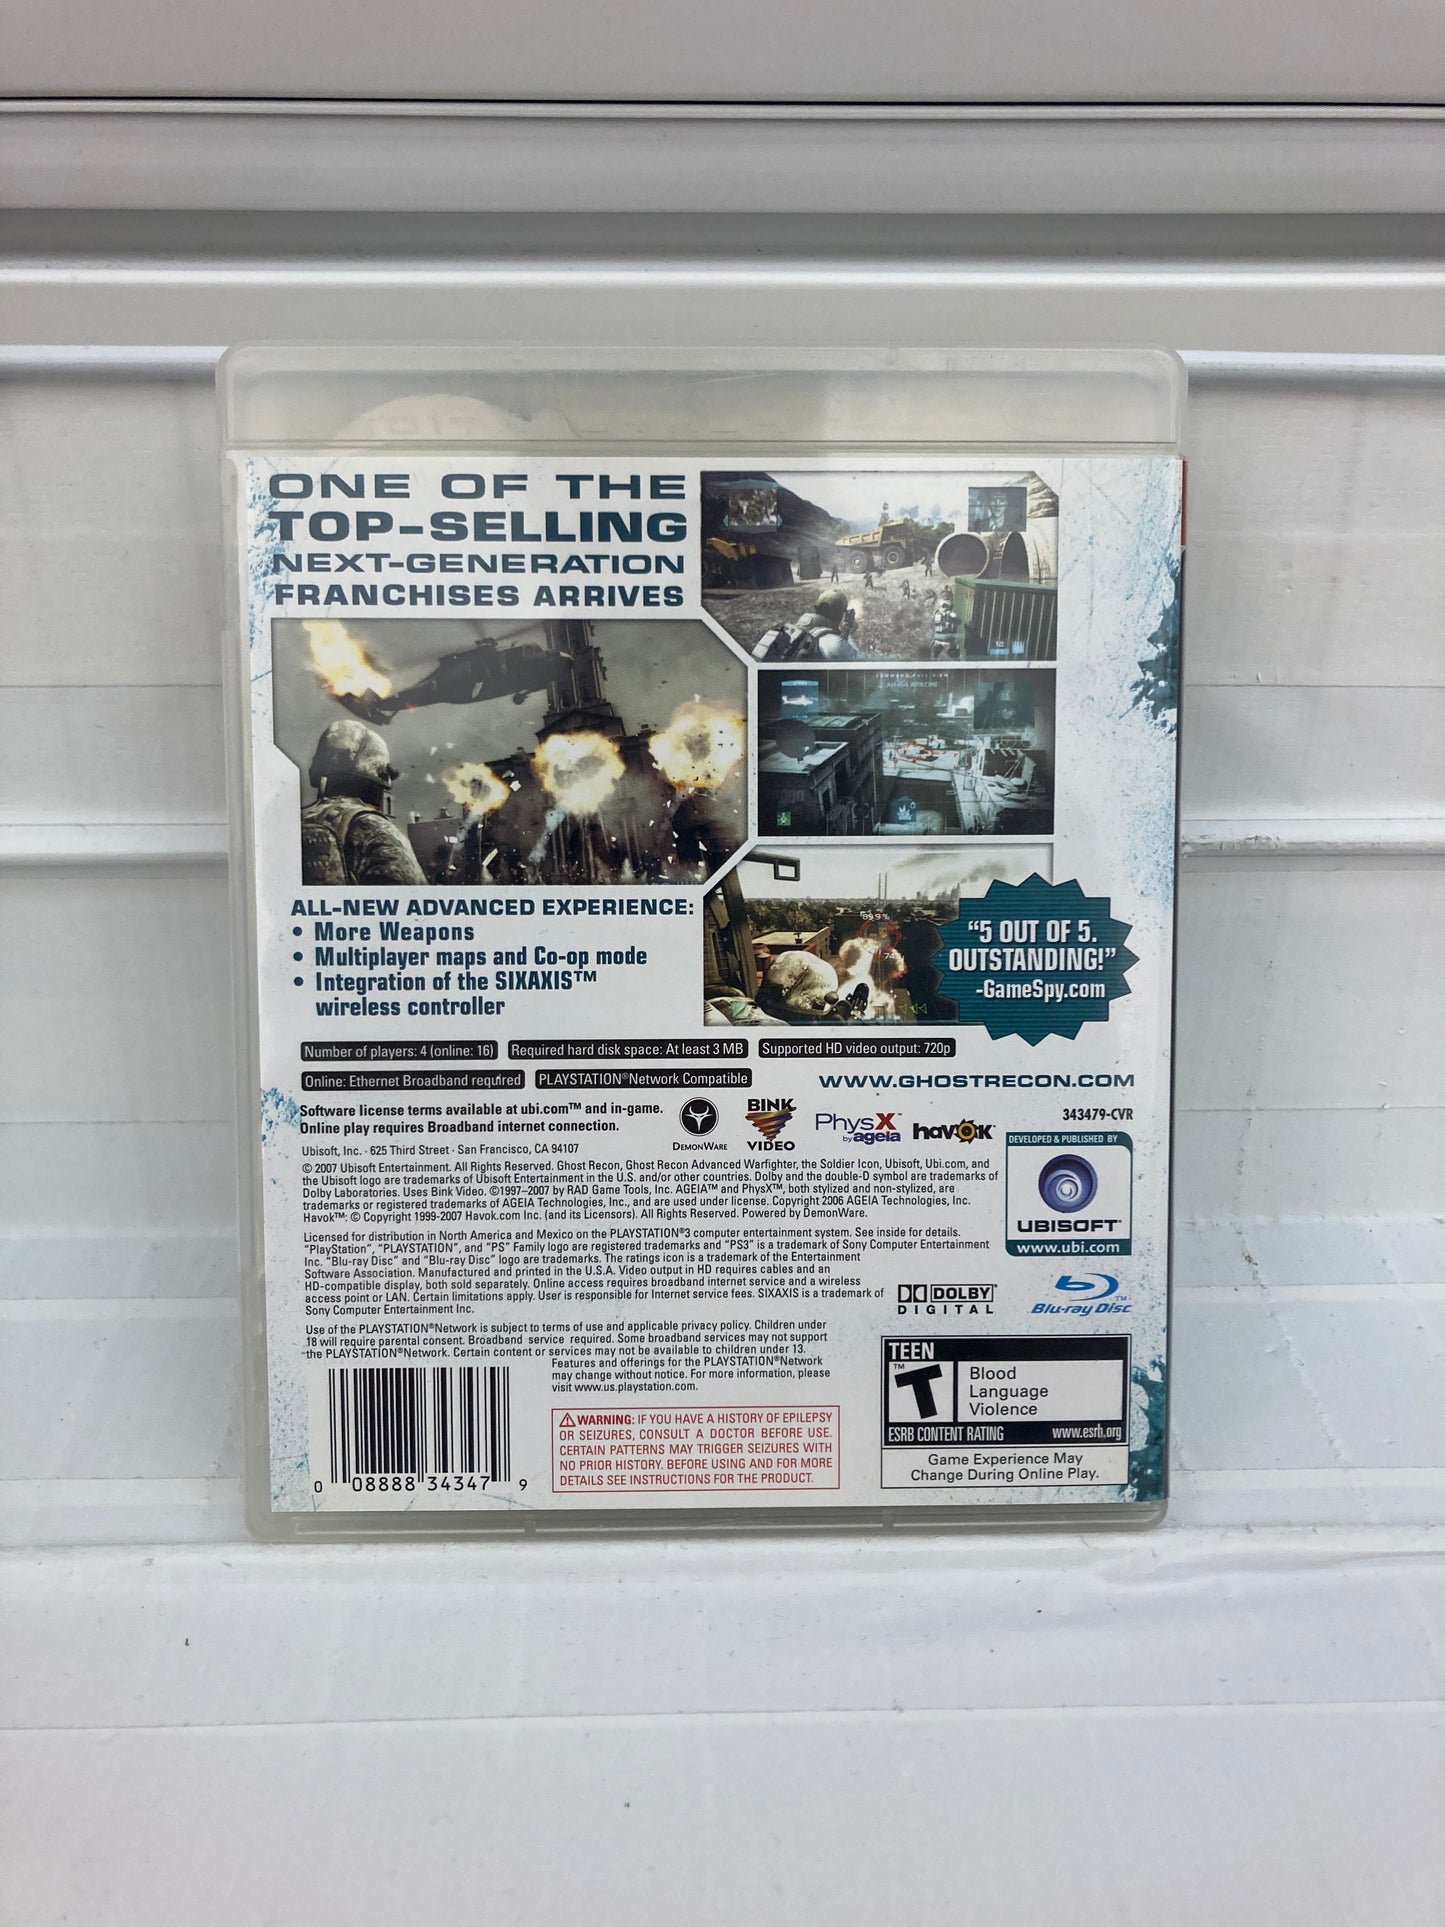 ONE OF THE
TOP-SELLING
NEXT-GENERATION
FRANCHISES ARRIVES
COMMAND FULL VIEW
AH-64 APACHE
ALL-NEW ADVANCED EXPERIENCE:
• More Weapons
• Multiplayer maps and Co-op mode
• Integration of the SIXAXIS™
wireless controller
"5 OUT OF 5.
OUTSTANDING!"
-GameSpy.com
Number of players: 4 (online: 16)
Required hard disk space: At least 3 MB
Supported HD video output: 720p
Online: Ethernet Broadband required
PLAYSTATION®Network Compatible
WWW.GHOSTRECON.COM
Software license terms available at ubi.com™ and in-game.
Online play requires Broadband internet connection.
DEMONWARE
BINK
VIDEO
PhysX™
by ageia
havok
343479-CVR
Ubisoft, Inc. · 625 Third Street · San Francisco, CA 94107
© 2007 Ubisoft Entertainment. All Rights Reserved. Ghost Recon, Ghost Recon Advanced Warfighter, the Soldier Icon, Ubisoft, Ubi.com, and
the Ubisoft logo are trademarks of Ubisoft Entertainment in the U.S. and/or other countries. Dolby and the double-D symbol are trademarks of
Dolby Laboratories. Uses Bink Video. ©1997–2007 by RAD Game Tools, Inc. AGEIA™ and PhysX™, both stylized and non-stylized, are
trademarks or registered trademarks of AGEIA Technologies, Inc., and are used under license. Copyright 2006 AGEIA Technologies, Inc.
Havok™: © Copyright 1999-2007 Havok.com Inc. (and its Licensors). All Rights Reserved. Powered by DemonWare.
DEVELOPED & PUBLISHED BY
UBISOFT
www.ubi.com
Licensed for distribution in North America and Mexico on the PLAYSTATION®3 computer entertainment system. See inside for details.
"PlayStation", "PLAYSTATION", and "PS" Family logo are registered trademarks and "PS3" is a trademark of Sony Computer Entertainment
Inc. "Blu-ray Disc" and "Blu-ray Disc" logo are trademarks. The ratings icon is a trademark of the Entertainment
Software Association. Manufactured and printed in the U.S.A. Video output in HD requires cables and an
HD-compatible display, both sold separately. Online access requires broadband internet service and a wireless
access point or LAN. Certain limitations apply. User is responsible for Internet service fees. SIXAXIS is a trademark of
Sony Computer Entertainment Inc.
DOLBY
DIGITAL
Blu-ray Disc™
Use of the PLAYSTATION®Network is subject to terms of use and applicable privacy policy. Children under
18 will require parental consent. Broadband service required. Some broadband services may not support
the PLAYSTATION®Network. Certain content or services may not be available to children under 13.
Features and offerings for the PLAYSTATION®Network
may change without notice. For more information, please
visit www.us.playstation.com.
0 08888 34347 9
WARNING: IF YOU HAVE A HISTORY OF EPILEPSY
OR SEIZURES, CONSULT A DOCTOR BEFORE USE.
CERTAIN PATTERNS MAY TRIGGER SEIZURES WITH
NO PRIOR HISTORY. BEFORE USING AND FOR MORE
DETAILS SEE INSTRUCTIONS FOR THE PRODUCT.
TEEN
T™
Blood
Language
Violence
ESRB CONTENT RATING
www.esrb.org
Game Experience May
Change During Online Play.